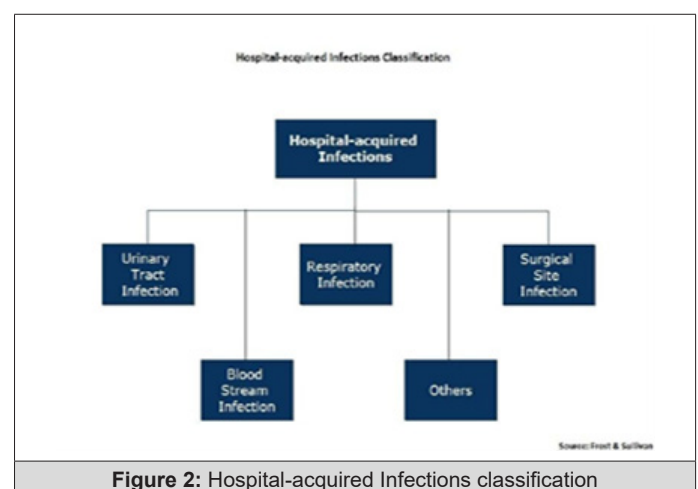 Hospital-acquired Infections Classification
Hospital-acquired
Infections
Urinary
Tract
Infection
Respiratory
Infection
Surgical
Site
Infection
Blood
Stream
Infection
Others
Source: Frost & Sullivan
Figure 2: Hospital-acquired Infections classification